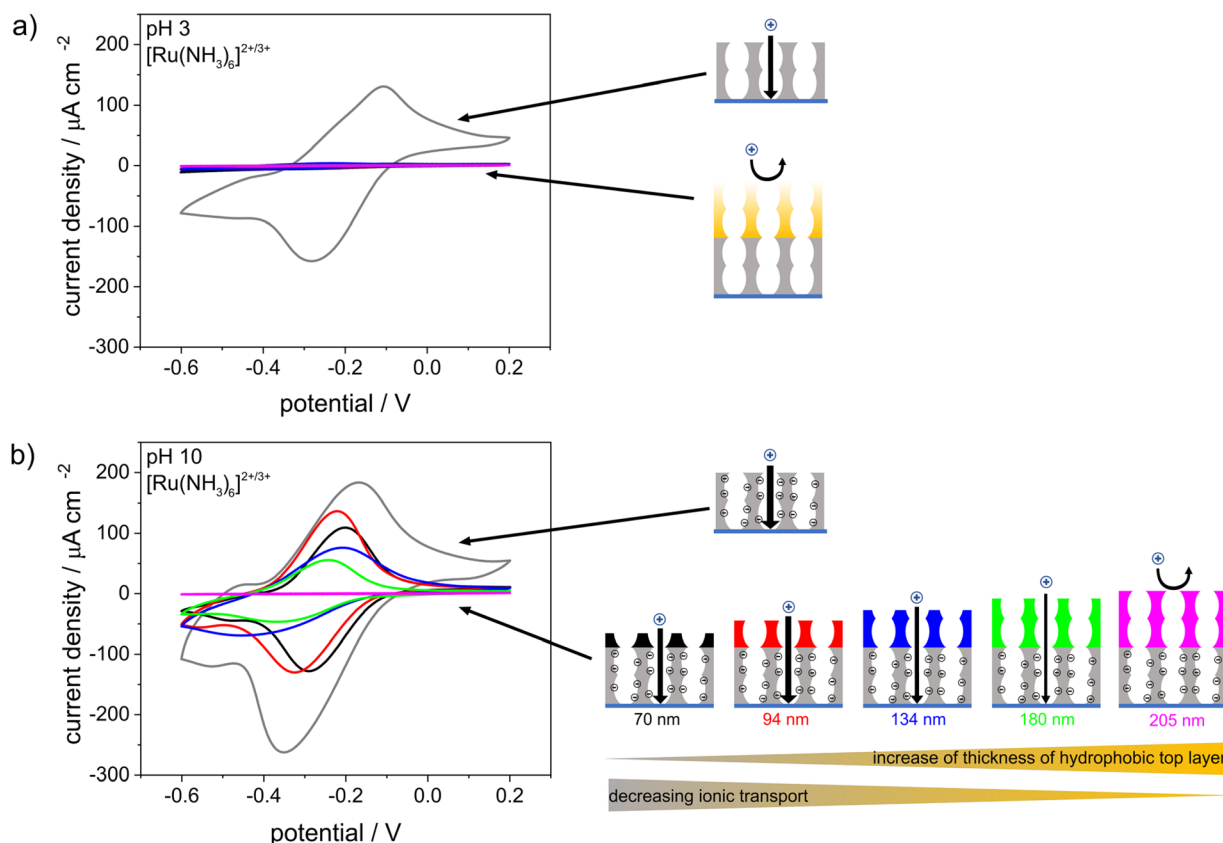 a)
pH 3
[Ru(NH₃)₆]²⁺/³⁺
200
100
0
-100
-200
-300
-0.6
-0.4
-0.2
0.0
0.2
current density / µA cm ⁻²
potential / V
b)
pH 10
[Ru(NH₃)₆]²⁺/³⁺
200
100
0
-100
-200
-300
-0.6
-0.4
-0.2
0.0
0.2
current density / µA cm ⁻²
potential / V
70 nm
94 nm
134 nm
180 nm
205 nm
increase of thickness of hydrophobic top layer
decreasing ionic transport